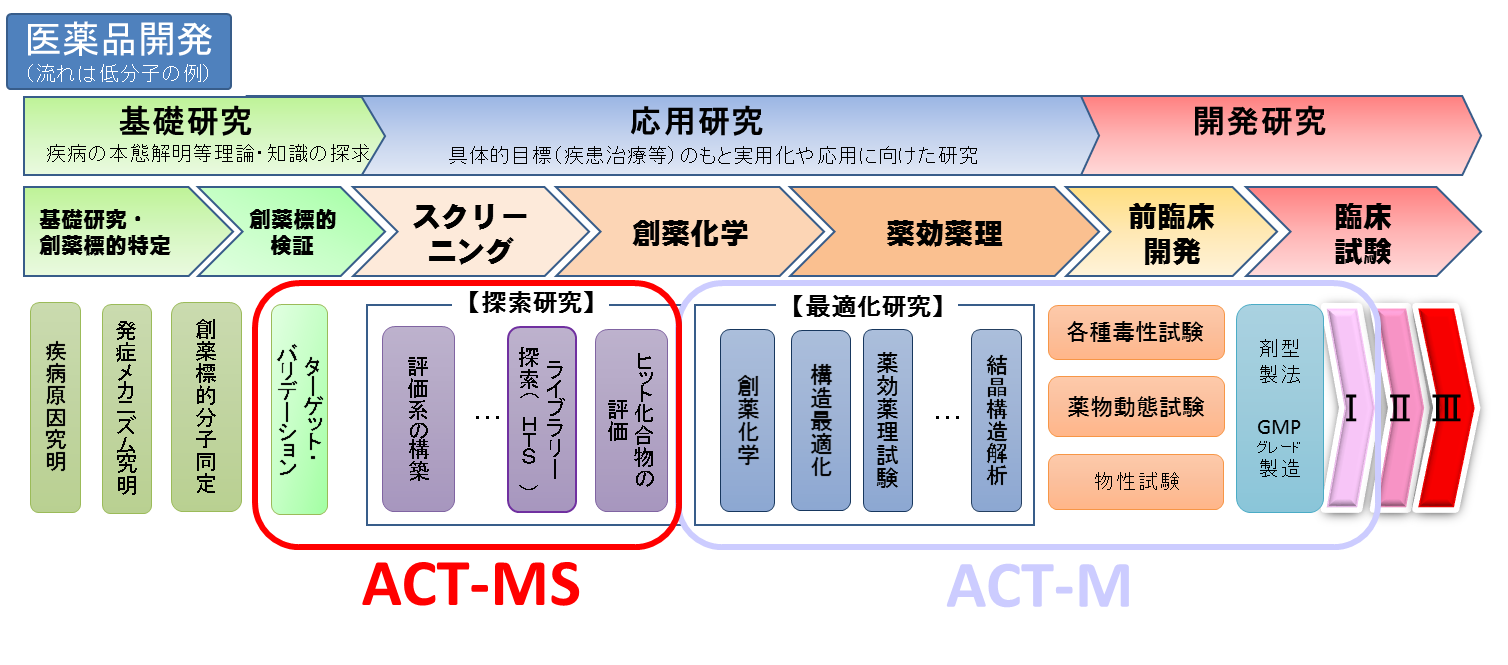 医薬品開発
（流れは低分子の例）
基礎研究
疾病の本態解明等理論・知識の探求
応用研究
具体的目標（疾患治療等）のもと実用化や応用に向けた研究
開発研究
基礎研究・
創薬標的特定
創薬標的
検証
スクリー
ニング
創薬化学
薬効薬理
前臨床
開発
臨床
試験
疾病原因究明
発症メカニズム究明
創薬標的分子同定
ターゲット・
バリデーション
【探索研究】
評価系の構築
…
ライブラリー
探索（HTS）
ヒット化合物の
評価
【最適化研究】
創薬化学
構造最適化
薬効薬理試験
…
結晶構造解析
各種毒性試験
薬物動態試験
物性試験
剤型
製法
GMP
グレード
製造
Ⅰ
Ⅱ
Ⅲ
ACT-MS
ACT-M